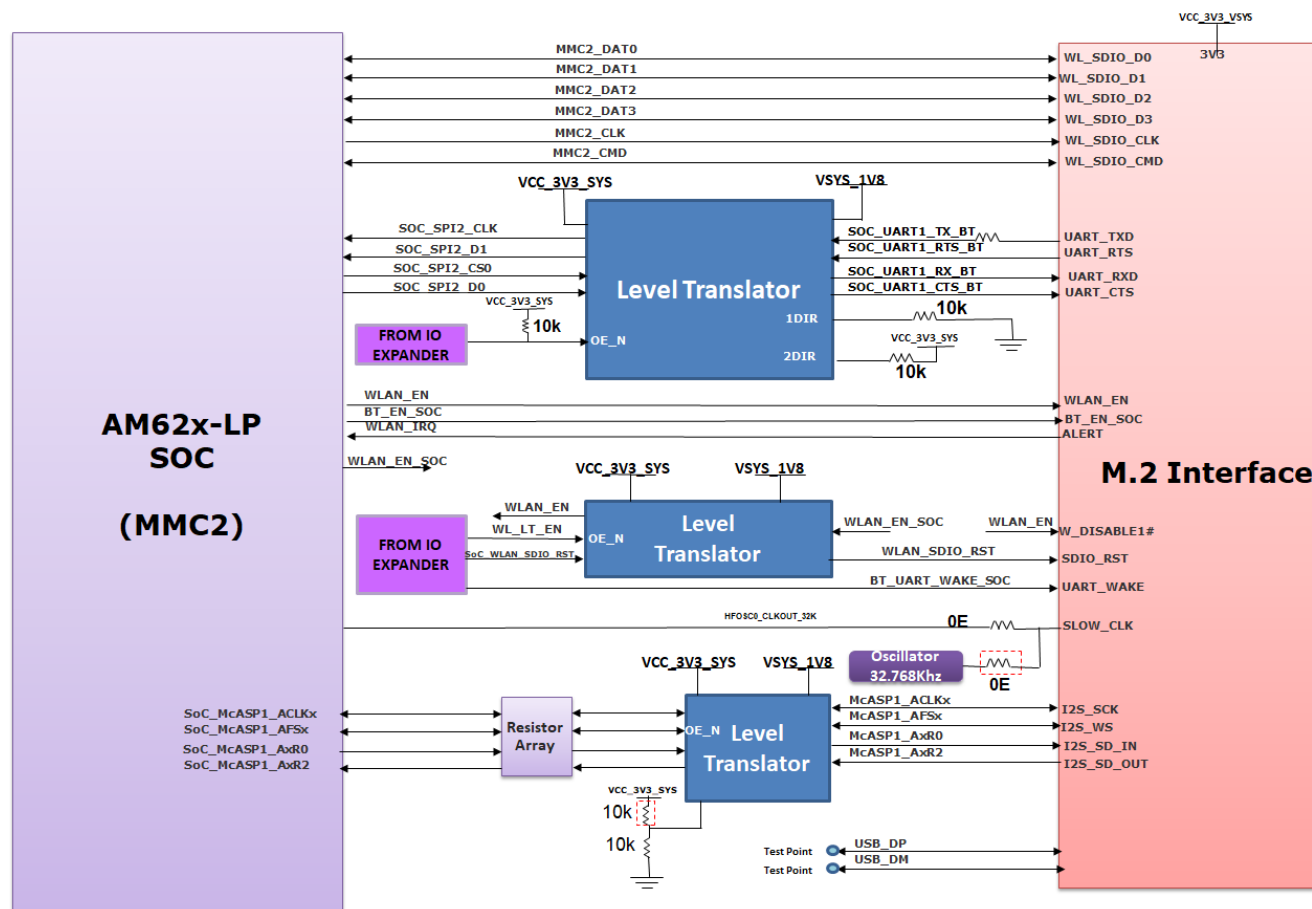 VCC_3V3_VSYS
3V3
MMC2_DAT0
WL_SDIO_D0
MMC2_DAT1
WL_SDIO_D1
MMC2_DAT2
WL_SDIO_D2
MMC2_DAT3
WL_SDIO_D3
MMC2_CLK
WL_SDIO_CLK
MMC2_CMD
WL_SDIO_CMD
VCC_3V3_SYS
VSYS_1V8
SOC_SPI2_CLK
SOC_UART1_TX_BT
UART_TXD
SOC_SPI2_D1
SOC_UART1_RTS_BT
UART_RTS
SOC_SPI2_CS0
SOC_UART1_RX_BT
UART_RXD
SOC_SPI2_D0
SOC_UART1_CTS_BT
UART_CTS
Level Translator
VCC_3V3_SYS
10k
1DIR
10k
FROM IO
EXPANDER
OE_N
2DIR
VCC_3V3_SYS
10k
WLAN_EN
WLAN_EN
BT_EN_SOC
BT_EN_SOC
WLAN_IRQ
ALERT
AM62x-LP
SOC
(MMC2)
M.2 Interface
WLAN_EN_SOC
VCC_3V3_SYS
VSYS_1V8
WLAN_EN
WL_LT_EN
SoC_WLAN_SDIO_RST
FROM IO
EXPANDER
OE_N
Level
Translator
WLAN_EN_SOC
WLAN_EN
W_DISABLE1#
WLAN_SDIO_RST
SDIO_RST
BT_UART_WAKE_SOC
UART_WAKE
HFOSC0_CLKOUT_32K
0E
SLOW_CLK
Oscillator
32.768Khz
0E
VCC_3V3_SYS
VSYS_1V8
SoC_McASP1_ACLKx
McASP1_ACLKx
I2S_SCK
SoC_McASP1_AFSx
McASP1_AFSx
I2S_WS
SoC_McASP1_AxR0
McASP1_AxR0
I2S_SD_IN
SoC_McASP1_AxR2
McASP1_AxR2
I2S_SD_OUT
Resistor
Array
OE_N
Level
Translator
VCC_3V3_SYS
10k
10k
Test Point
USB_DP
Test Point
USB_DM